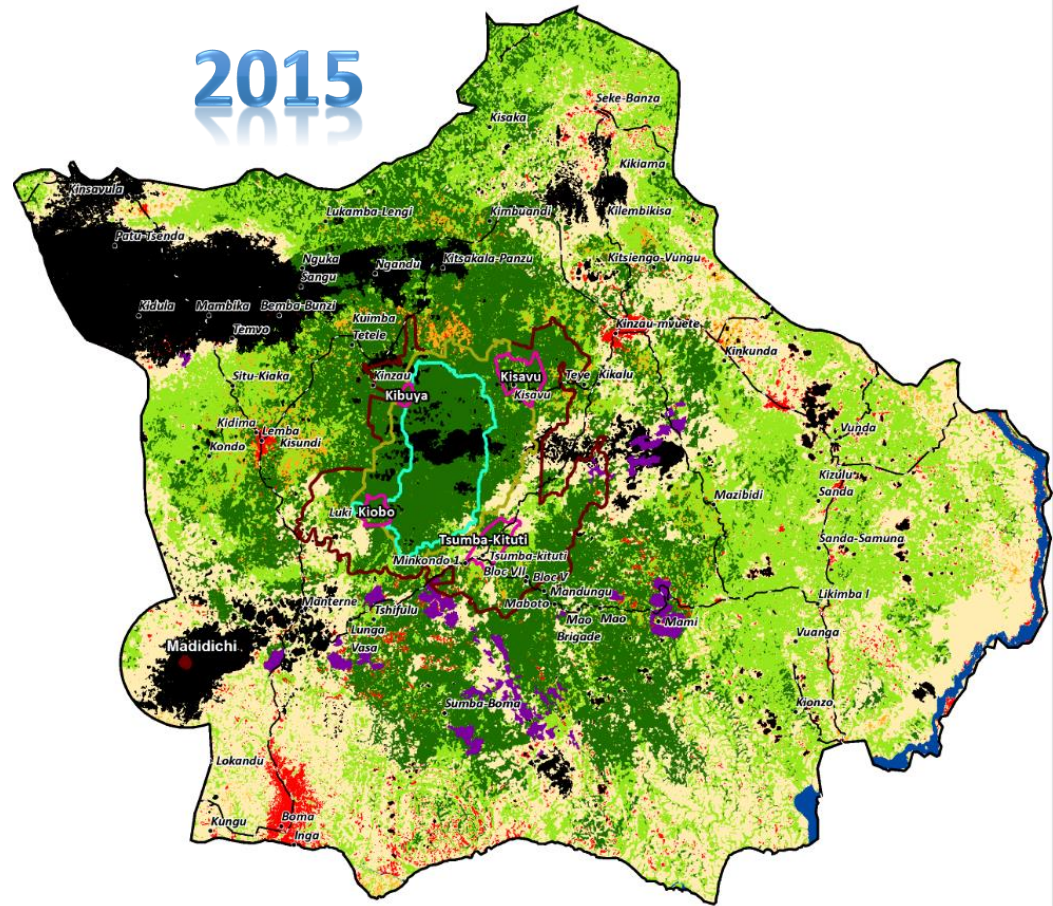 2015
Seke-Banza
Kisaka
Kikiama
Kinsavula
Lukamba-Lengi
Kimbuandi
Kilembikisa
Patu-Tsenda
Nguka
Sangu
Ngandu
Kitsakala-Panzu
Kitsiengo-Vungu
Kidula
Mambika
Bemba-Bunzi
Temvo
Kuimba
Tetele
Kinzau-mvuete
Kinkunda
Situ-Kiaka
Kinzau
Kisavu
Teye
Kikalu
Kibuya
Kisavu
Kidima
Lemba
Kondo
Kisundi
Vunda
Kizulu
Sanda
Mazibidi
Luki
Kiobo
Tsumba-Kituti
Sanda-Samuna
Minkondo 1
Tsumba-kituti
Bloc VII
Bloc V
Mandungu
Likimba I
Manterne
Tshifulu
Maboto
Mao
Mao
Mami
Brigade
Lunga
Vasa
Vuanga
Madidichi
Sumba-Boma
Kionzo
Lokandu
Kungu
Boma
Inga